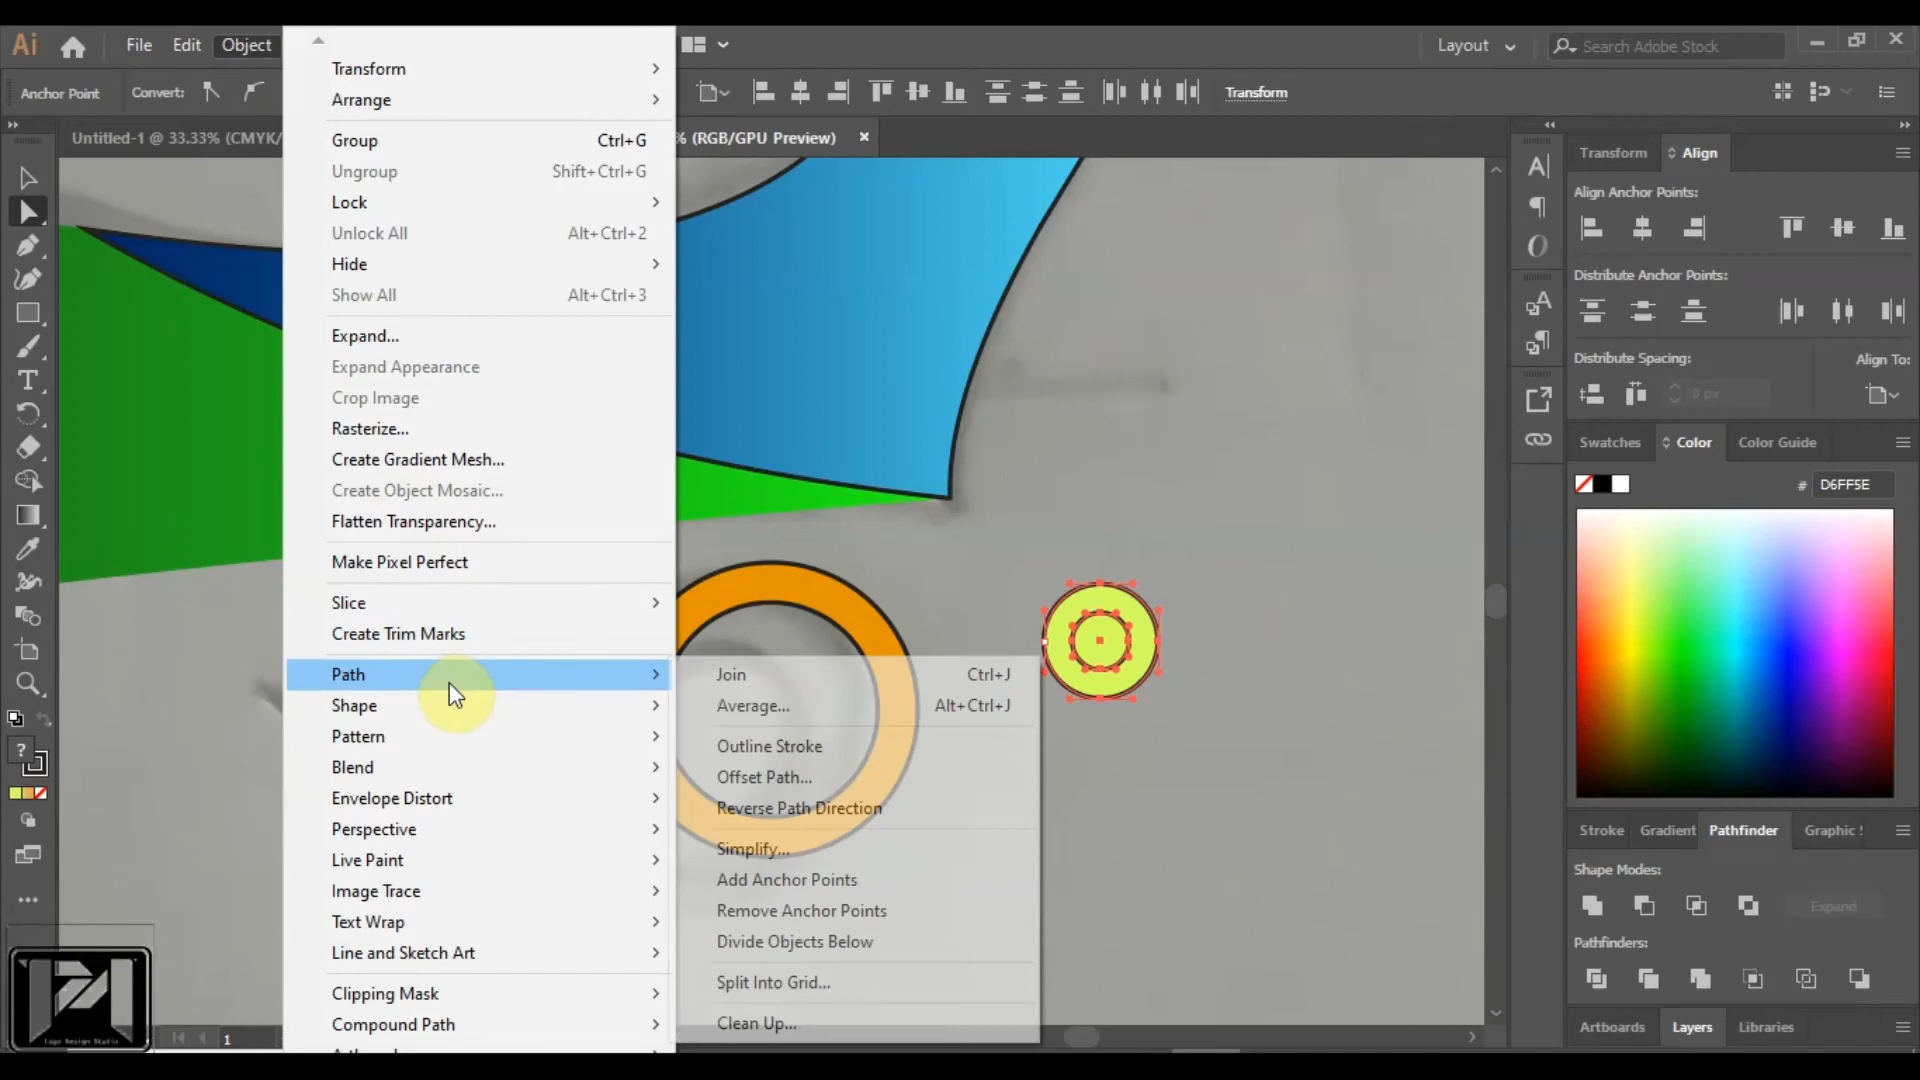 Ai File Edit Object Layout Search Adobe Stock
Anchor Point Convert: Transform
Untitled-1 @ 33.33% (CMYK/ % (RGB/GPU Preview) ×
Transform
Arrange
Group Ctrl+G
Ungroup Shift+Ctrl+G
Lock
Unlock All Alt+Ctrl+2
Hide
Show All Alt+Ctrl+3
Expand...
Expand Appearance
Crop Image
Rasterize...
Create Gradient Mesh...
Create Object Mosaic...
Flatten Transparency...
Make Pixel Perfect
Slice
Create Trim Marks
Path
Shape
Pattern
Blend
Envelope Distort
Perspective
Live Paint
Image Trace
Text Wrap
Line and Sketch Art
Clipping Mask
Compound Path
Join Ctrl+J
Average... Alt+Ctrl+J
Outline Stroke
Offset Path...
Reverse Path Direction
Simplify...
Add Anchor Points
Remove Anchor Points
Divide Objects Below
Split Into Grid...
Clean Up...
Transform Align
Align Anchor Points:
Distribute Anchor Points:
Distribute Spacing: Align To:
0 px
Swatches Color Color Guide
# D6FF5E
Stroke Gradient Pathfinder Graphic
Shape Modes:
Expand
Pathfinders:
Artboards Layers Libraries
1
Logo Design Studio